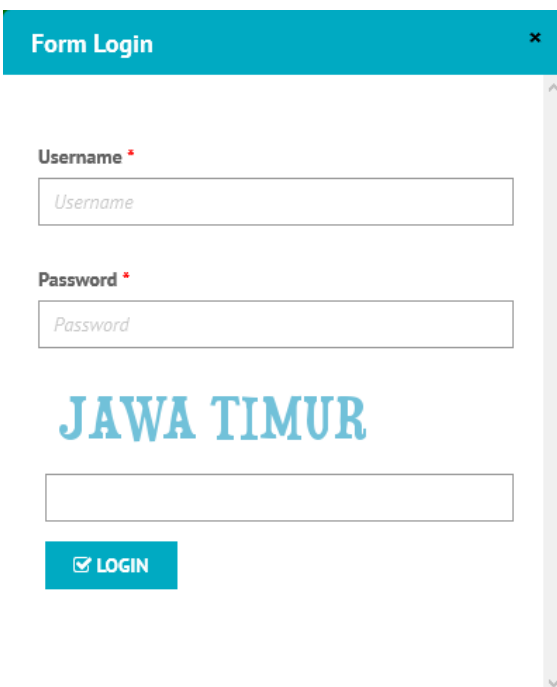 Form Login ×
Username *
Username
Password *
Password
JAWA TIMUR
LOGIN